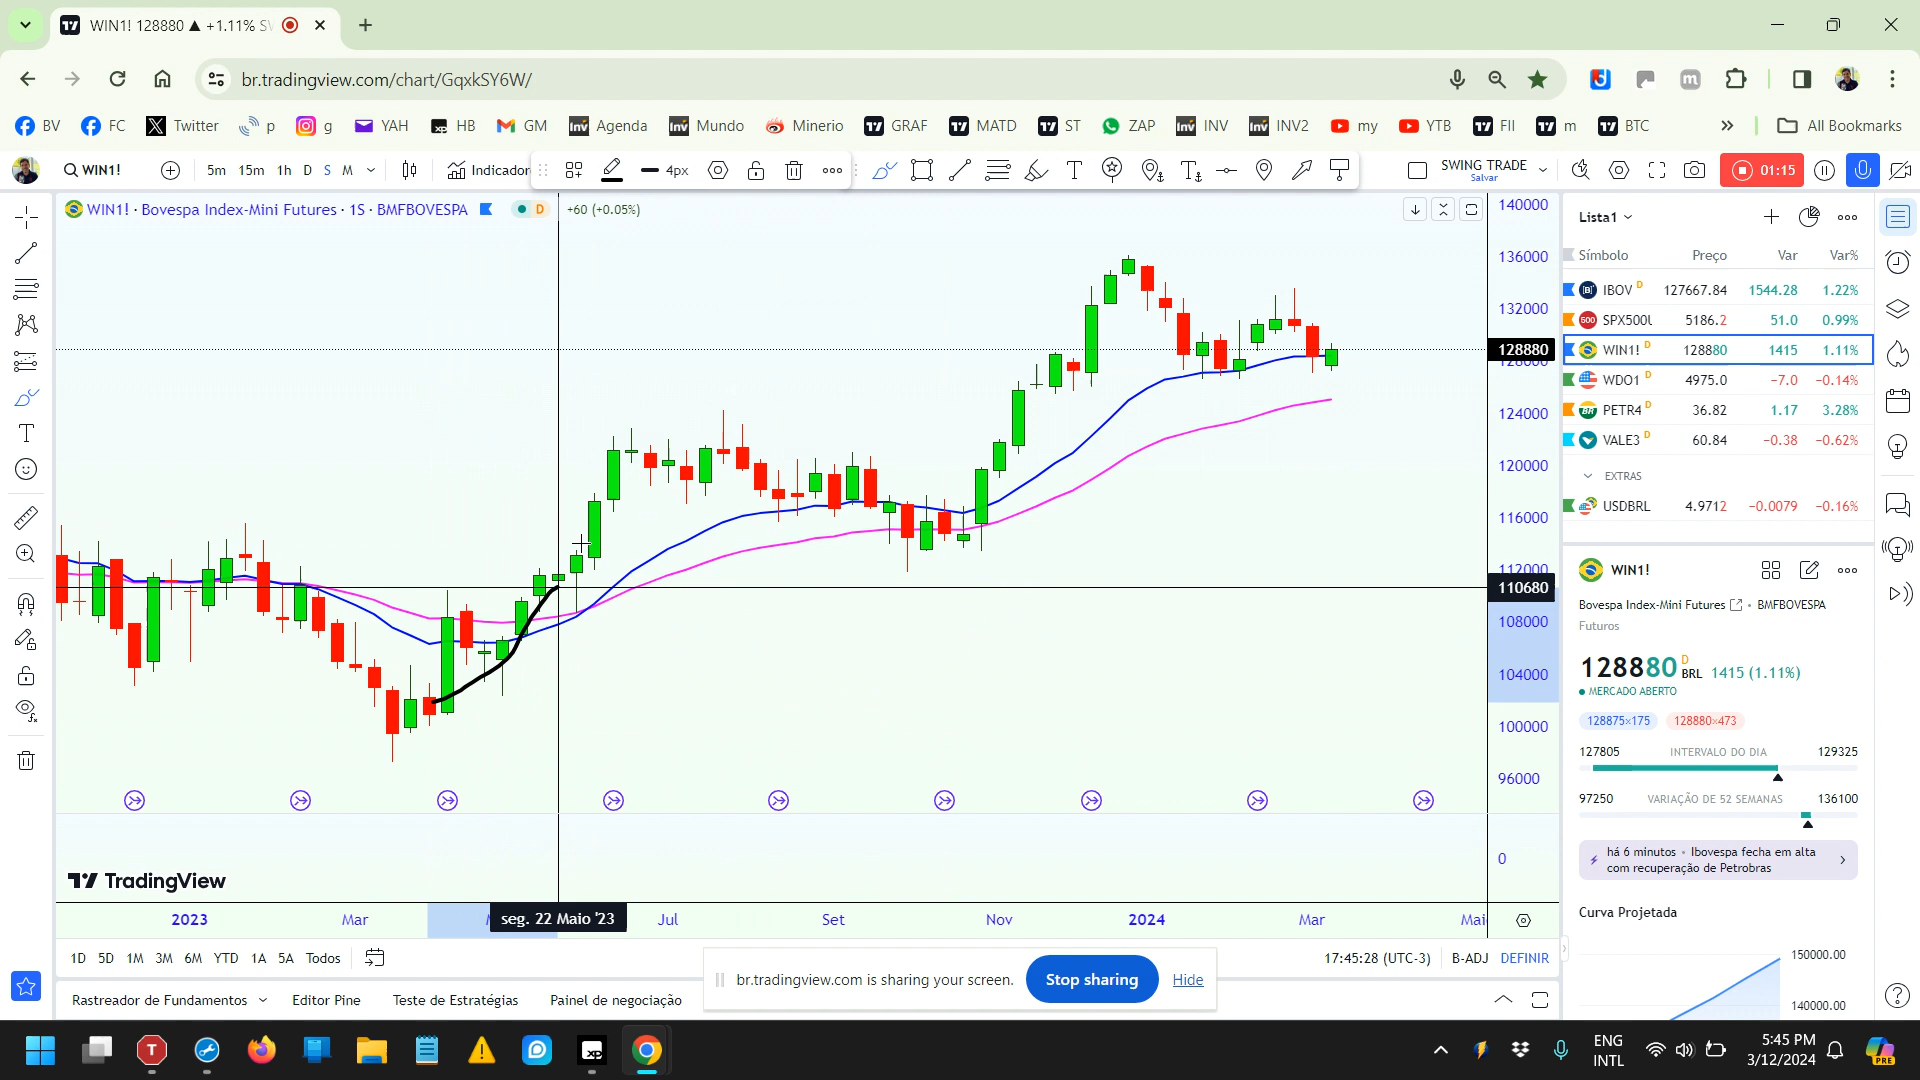 WIN1! 128880 ▲ +1.11% SW
br.tradingview.com/chart/GqxkSY6W/
BV FC Twitter p g YAH HB GM Agenda Mundo Minerio GRAF MATD ST ZAP INV INV2 my YTB FII m BTC » All Bookmarks
WIN1! 5m 15m 1h D S M Indicador 4px SWING TRADE 01:15
Salvar
WIN1! · Bovespa Index-Mini Futures · 1S · BMFBOVESPA D +60 (+0.05%)
140000
136000
132000
128880
124000
120000
116000
112000
110680
108000
104000
100000
96000
0
TradingView
2023 Mar seg. 22 Maio '23 Jul Set Nov 2024 Mar Mai
1D 5D 1M 3M 6M YTD 1A 5A Todos 17:45:28 (UTC-3) B-ADJ DEFINIR
br.tradingview.com is sharing your screen. Stop sharing Hide
Rastreador de Fundamentos Editor Pine Teste de Estratégias Painel de negociação
Lista1
Símbolo Preço Var Var%
IBOV D 127667.84 1544.28 1.22%
SPX500U 5186.2 51.0 0.99%
WIN1! D 128880 1415 1.11%
WDO1 D 4975.0 −7.0 −0.14%
PETR4 D 36.82 1.17 3.28%
VALE3 D 60.84 −0.38 −0.62%
EXTRAS
USDBRL 4.9712 −0.0079 −0.16%
WIN1!
Bovespa Index-Mini Futures • BMFBOVESPA
Futuros
128880 D BRL 1415 (1.11%)
MERCADO ABERTO
128875×175 128880×473
127805 INTERVALO DO DIA 129325
97250 VARIAÇÃO DE 52 SEMANAS 136100
há 6 minutos • Ibovespa fecha em alta
com recuperação de Petrobras
Curva Projetada
150000.00
140000.00
ENG
INTL
5:45 PM
3/12/2024
PRE